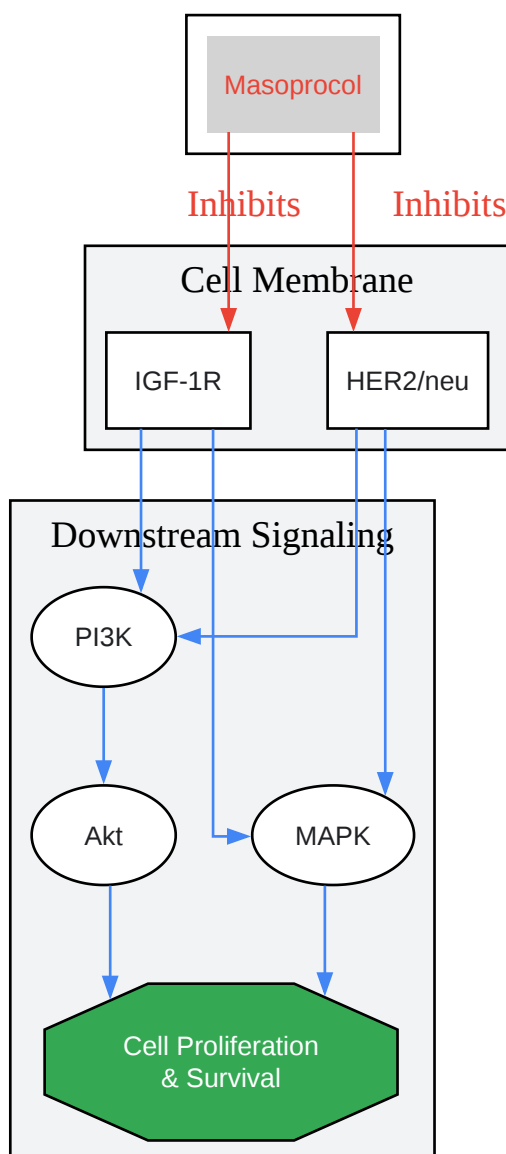 Masoprocol
Inhibits
Inhibits
Cell Membrane
IGF-1R
HER2/neu
Downstream Signaling
PI3K
Akt
MAPK
Cell Proliferation
& Survival